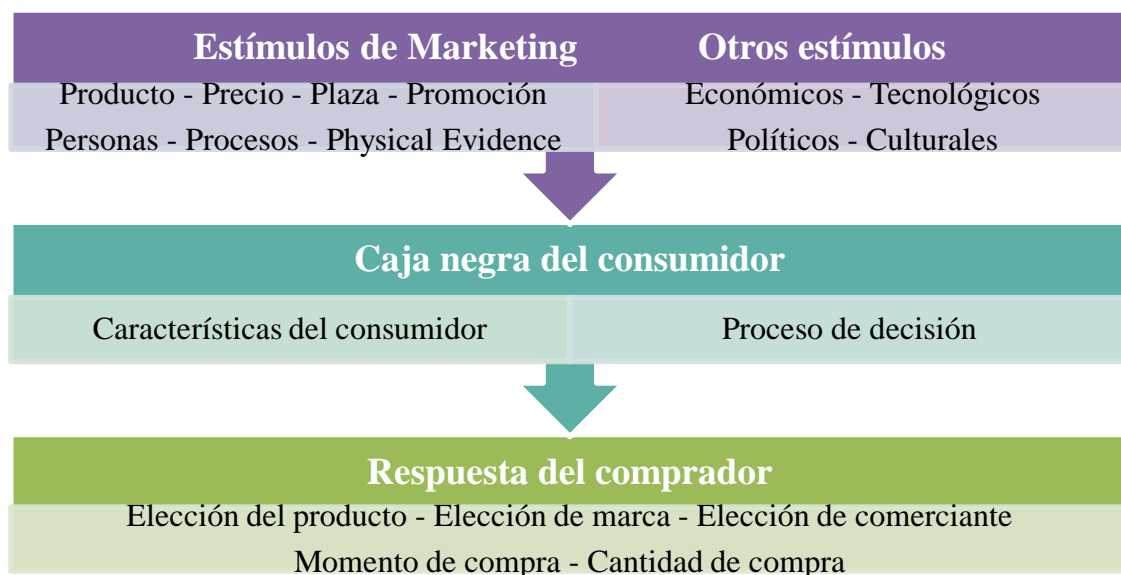 Estímulos de Marketing Otros estímulos
Producto - Precio - Plaza - Promoción
Personas - Procesos - Physical Evidence
Económicos - Tecnológicos
Políticos - Culturales
Caja negra del consumidor
Características del consumidor
Proceso de decisión
Respuesta del comprador
Elección del producto - Elección de marca - Elección de comerciante
Momento de compra - Cantidad de compra